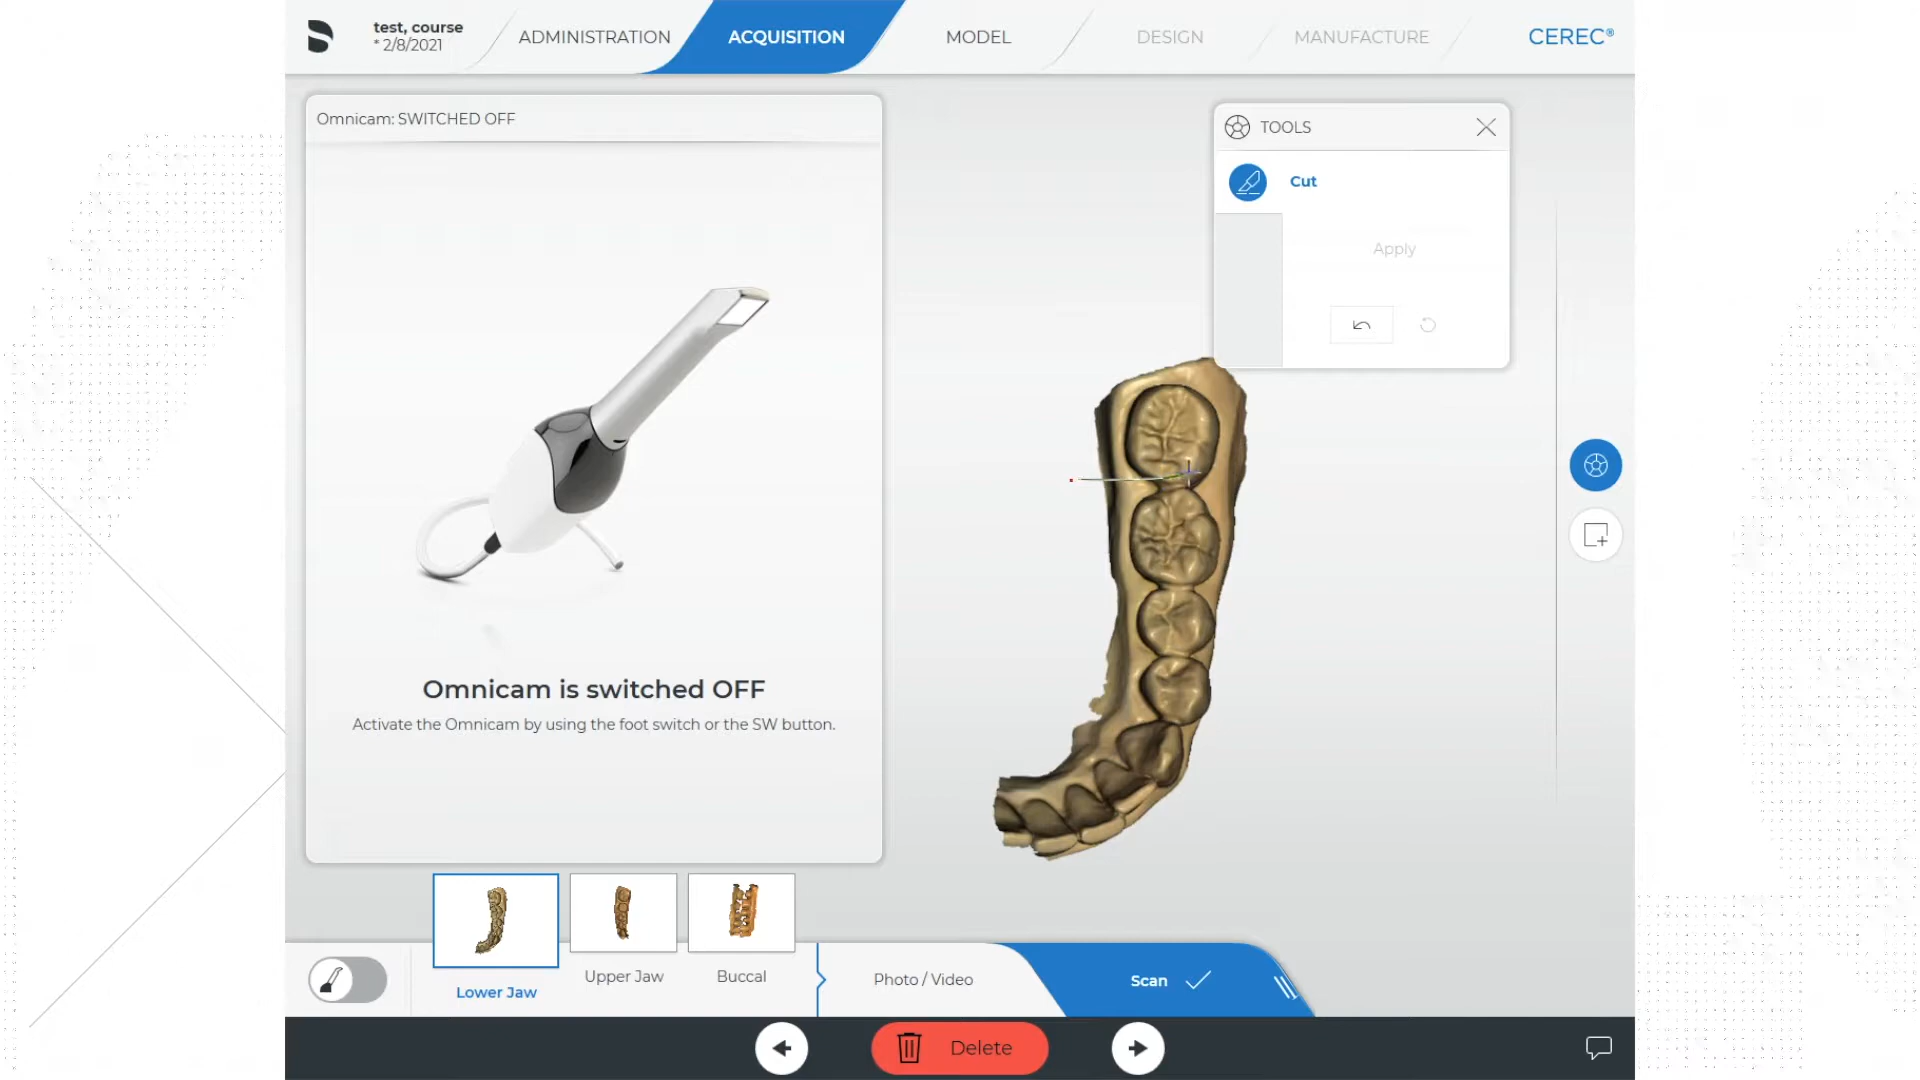 test, course
* 2/8/2021
ADMINISTRATION
ACQUISITION
MODEL
DESIGN
MANUFACTURE
CEREC®
Omnicam: SWITCHED OFF
TOOLS
Cut
Apply
Omnicam is switched OFF
Activate the Omnicam by using the foot switch or the SW button.
Lower Jaw
Upper Jaw
Buccal
Photo / Video
Scan
Delete